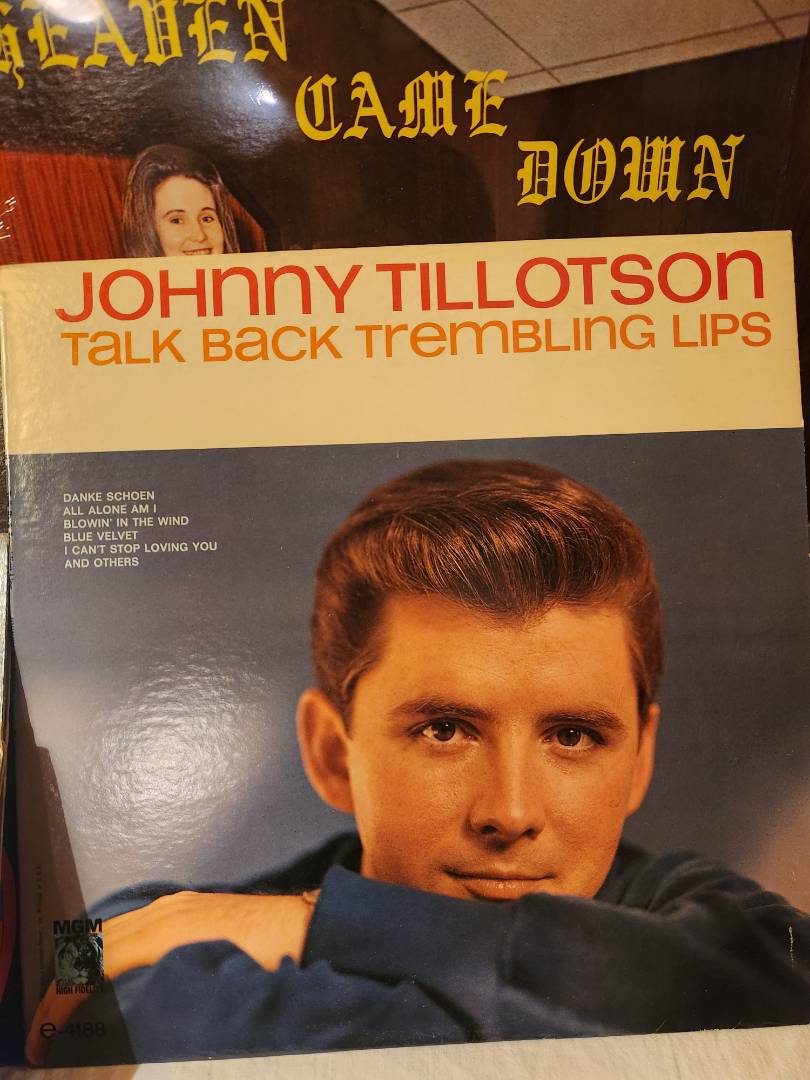 HEAVEN
CAME
DOWN
JOHNNY TILLOTSON
TALK BACK TREMBLING LIPS
DANKE SCHOEN
ALL ALONE AM I
BLOWIN' IN THE WIND
BLUE VELVET
I CAN'T STOP LOVING YOU
AND OTHERS
MGM
HIGH FIDELITY
e-4188